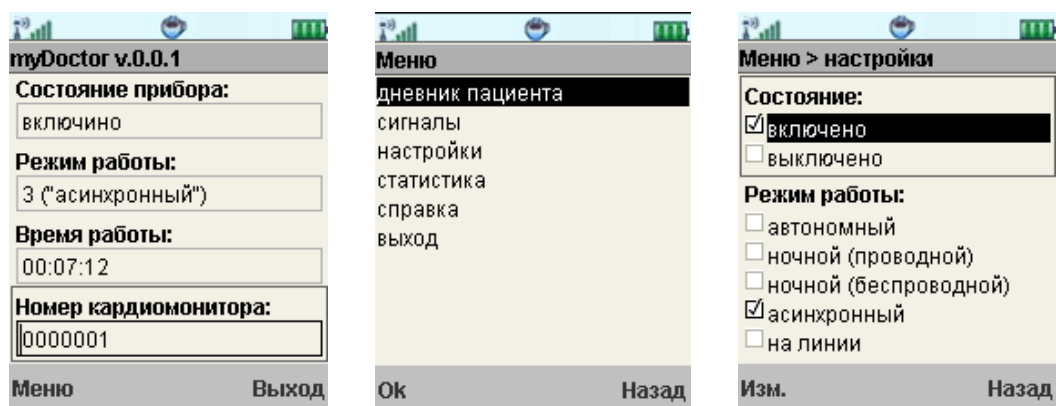 myDoctor v.0.0.1
Состояние прибора:
включино
Режим работы:
3 ("асинхронный")
Время работы:
00:07:12
Номер кардиомонитора:
0000001
Меню Выход
Меню
дневник пациента
сигналы
настройки
статистика
справка
выход
Ok Назад
Меню > настройки
Состояние:
включено
выключено
Режим работы:
автономный
ночной (проводной)
ночной (беспроводной)
асинхронный
на линии
Изм. Назад